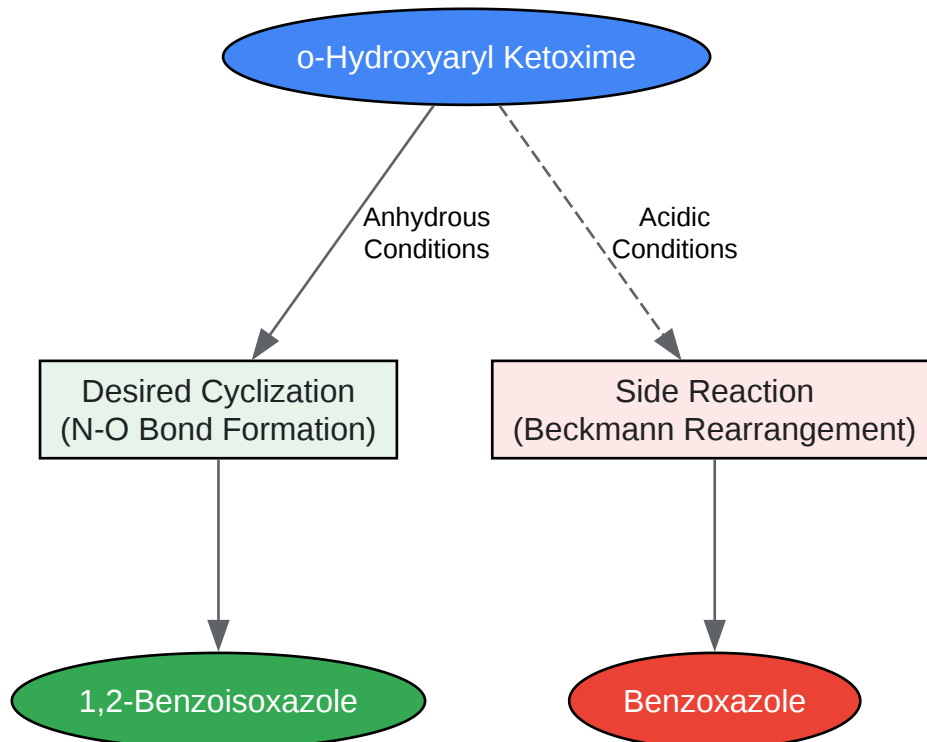 o-Hydroxyaryl Ketoxime
Anhydrous
Conditions
Acidic
Conditions
Desired Cyclization
(N-O Bond Formation)
Side Reaction
(Beckmann Rearrangement)
1,2-Benzoisoxazole
Benzoxazole